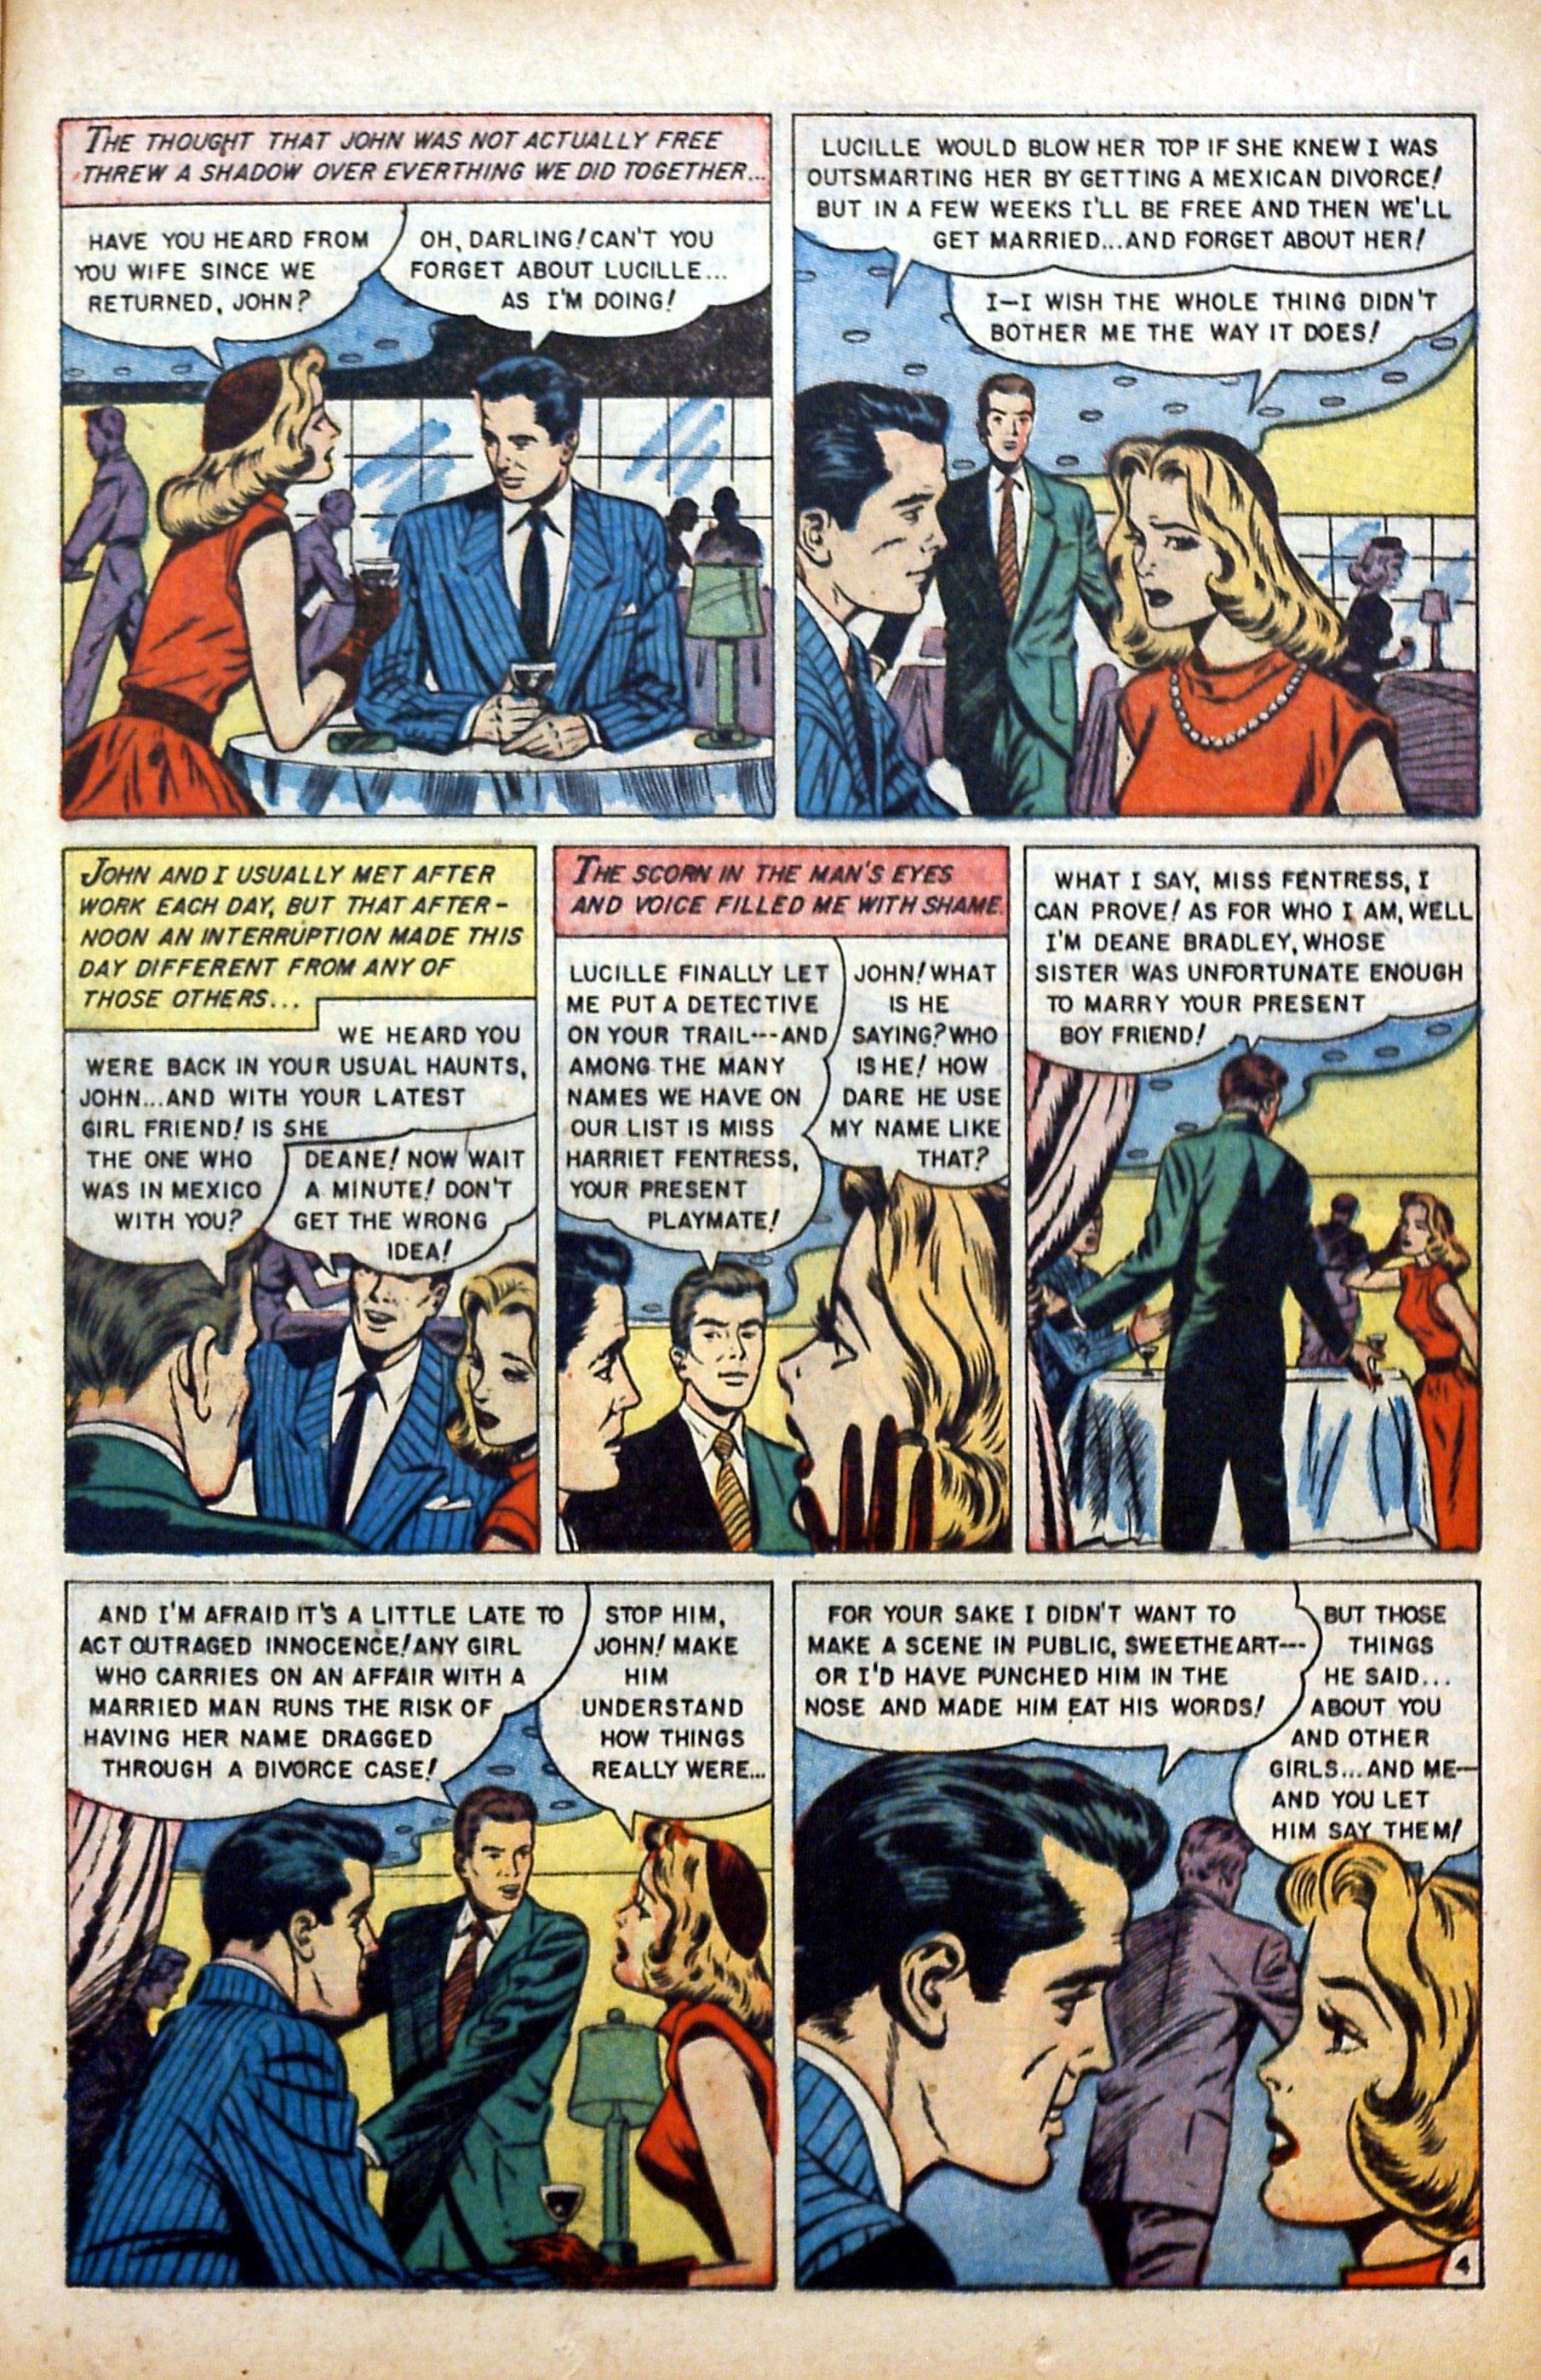 THE THOUGHT THAT JOHN WAS NOT ACTUALLY FREE
THREW A SHADOW OVER EVERTHING WE DID TOGETHER...
HAVE YOU HEARD FROM
YOU WIFE SINCE WE
RETURNED, JOHN?
OH, DARLING! CAN'T YOU
FORGET ABOUT LUCILLE...
AS I'M DOING!
LUCILLE WOULD BLOW HER TOP IF SHE KNEW I WAS
OUTSMARTING HER BY GETTING A MEXICAN DIVORCE!
BUT IN A FEW WEEKS I'LL BE FREE AND THEN WE'LL
GET MARRIED...AND FORGET ABOUT HER!
I-I WISH THE WHOLE THING DIDN'T
BOTHER ME THE WAY IT DOES!
JOHN AND I USUALLY MET AFTER
WORK EACH DAY, BUT THAT AFTER-
NOON AN INTERRUPTION MADE THIS
DAY DIFFERENT FROM ANY OF
THOSE OTHERS...
WE HEARD YOU
WERE BACK IN YOUR USUAL HAUNTS,
JOHN...AND WITH YOUR LATEST
GIRL FRIEND! IS SHE
THE ONE WHO
WAS IN MEXICO
WITH YOU?
DEANE! NOW WAIT
A MINUTE! DON'T
GET THE WRONG
IDEA!
THE SCORN IN THE MAN'S EYES
AND VOICE FILLED ME WITH SHAME.
LUCILLE FINALLY LET
ME PUT A DETECTIVE
ON YOUR TRAIL---AND
AMONG THE MANY
NAMES WE HAVE ON
OUR LIST IS MISS
HARRIET FENTRESS,
YOUR PRESENT
PLAYMATE!
JOHN! WHAT
IS HE
SAYING? WHO
IS HE! HOW
DARE HE USE
MY NAME LIKE
THAT?
WHAT I SAY, MISS FENTRESS, I
CAN PROVE! AS FOR WHO I AM, WELL
I'M DEANE BRADLEY, WHOSE
SISTER WAS UNFORTUNATE ENOUGH
TO MARRY YOUR PRESENT
BOY FRIEND!
AND I'M AFRAID IT'S A LITTLE LATE TO
ACT OUTRAGED INNOCENCE! ANY GIRL
WHO CARRIES ON AN AFFAIR WITH A
MARRIED MAN RUNS THE RISK OF
HAVING HER NAME DRAGGED
THROUGH A DIVORCE CASE!
STOP HIM,
JOHN! MAKE
HIM
UNDERSTAND
HOW THINGS
REALLY WERE...
FOR YOUR SAKE I DIDN'T WANT TO
MAKE A SCENE IN PUBLIC, SWEETHEART---
OR I'D HAVE PUNCHED HIM IN THE
NOSE AND MADE HIM EAT HIS WORDS!
BUT THOSE
THINGS
HE SAID...
ABOUT YOU
AND OTHER
GIRLS...AND ME—
AND YOU LET
HIM SAY THEM!
4